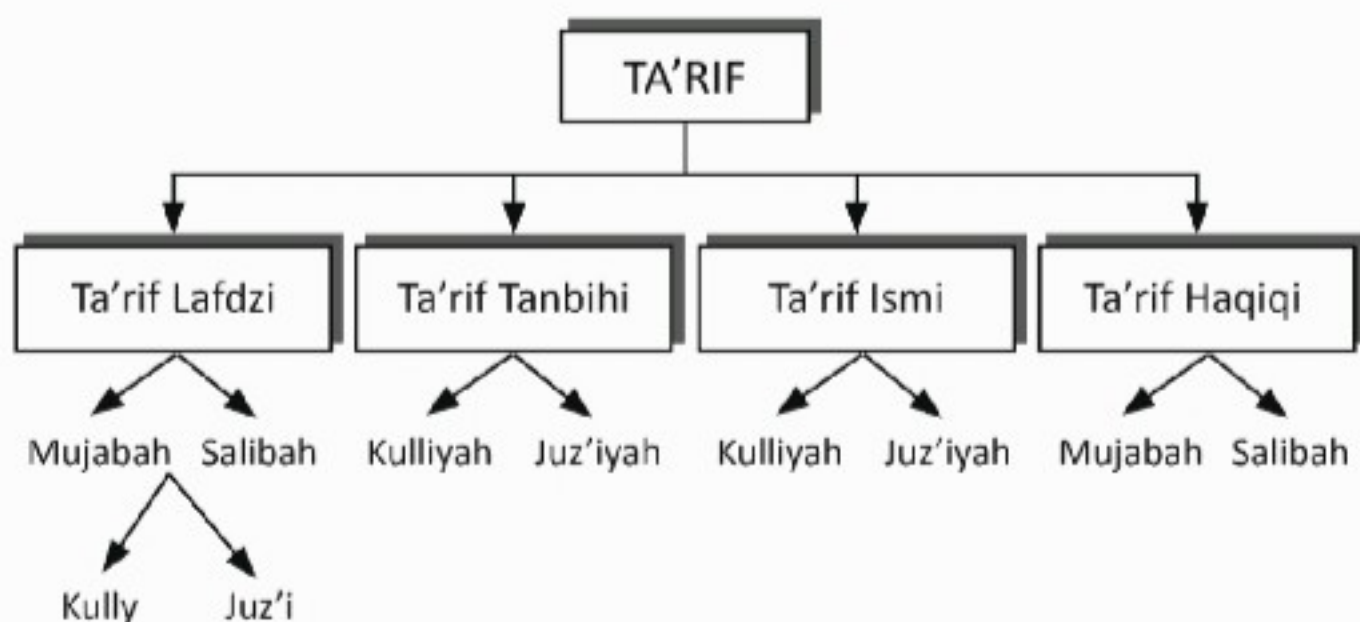 TA'RIF
Ta'rif Lafdzi
Ta'rif Tanbihi
Ta'rif Ismi
Ta'rif Haqiqi
Mujabah Salibah
Kulliyah Juz'iyah
Kulliyah Juz'iyah
Mujabah Salibah
Kully Juz'i